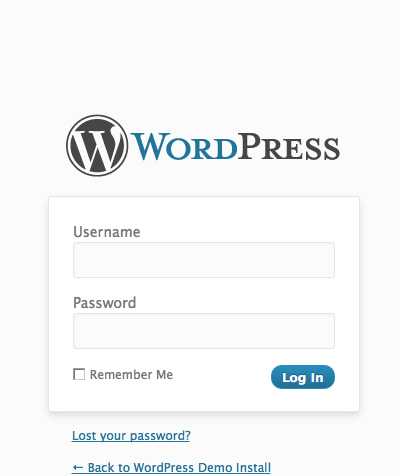 WORDPRESS
Username
Password
Remember Me
Log In
Lost your password?
← Back to WordPress Demo Install